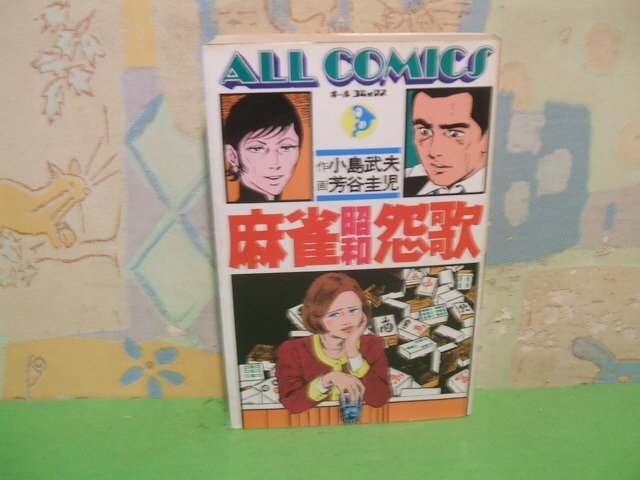 ALL COMICS
オールコミックス
作 小島武夫
画 芳谷圭児
麻雀昭和怨歌
南